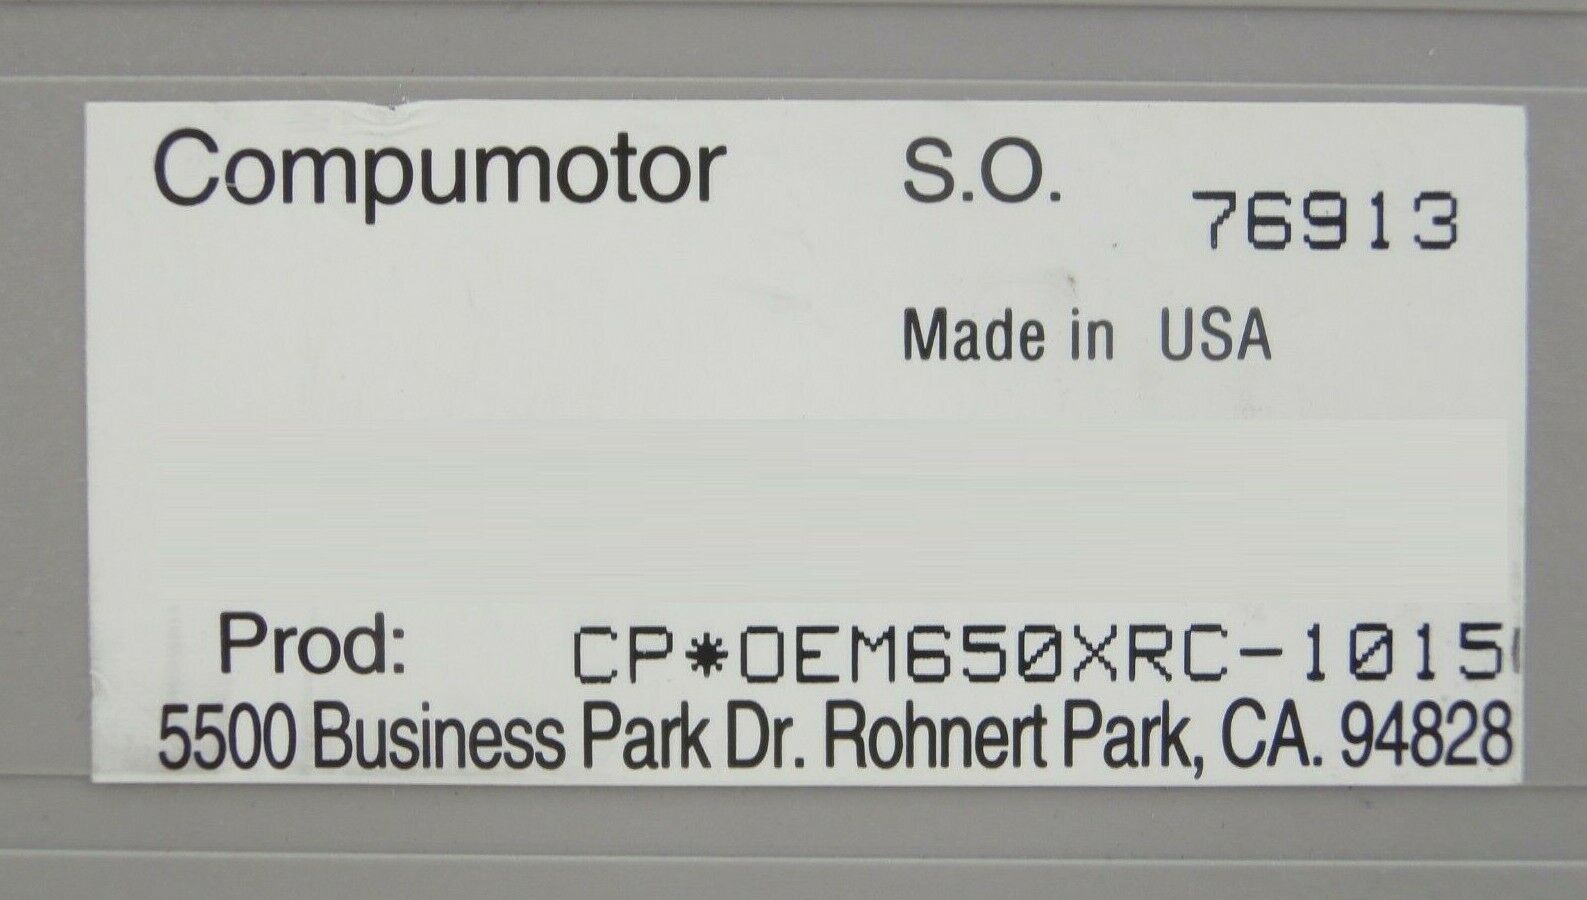 Compumotor S.O. 76913
Made in USA
Prod: CP*OEM650XRC-1015
5500 Business Park Dr. Rohnert Park, CA. 94828